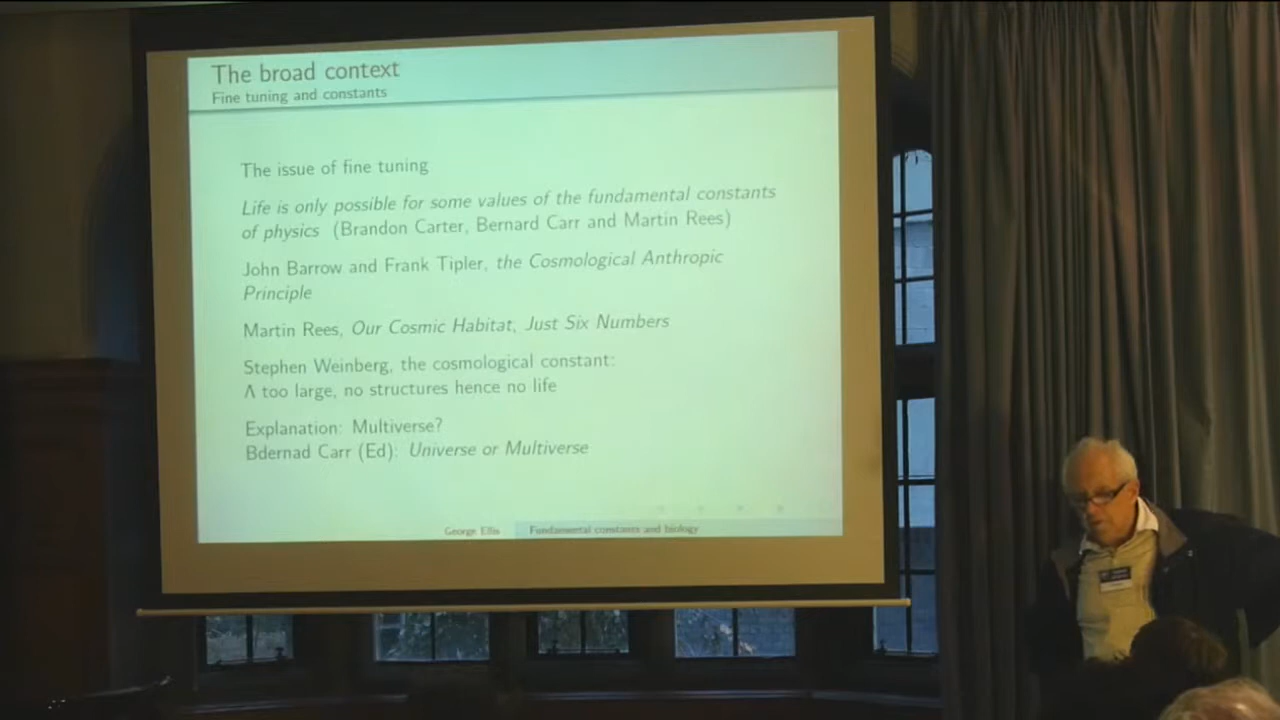 The broad context
Fine tuning and constants
The issue of fine tuning
Life is only possible for some values of the fundamental constants
of physics (Brandon Carter, Bernard Carr and Martin Rees)
John Barrow and Frank Tipler, the Cosmological Anthropic
Principle
Martin Rees, Our Cosmic Habitat, Just Six Numbers
Stephen Weinberg, the cosmological constant:
Λ too large, no structures hence no life
Explanation: Multiverse?
Bdernad Carr (Ed): Universe or Multiverse
George Ellis Fundamental constants and biology